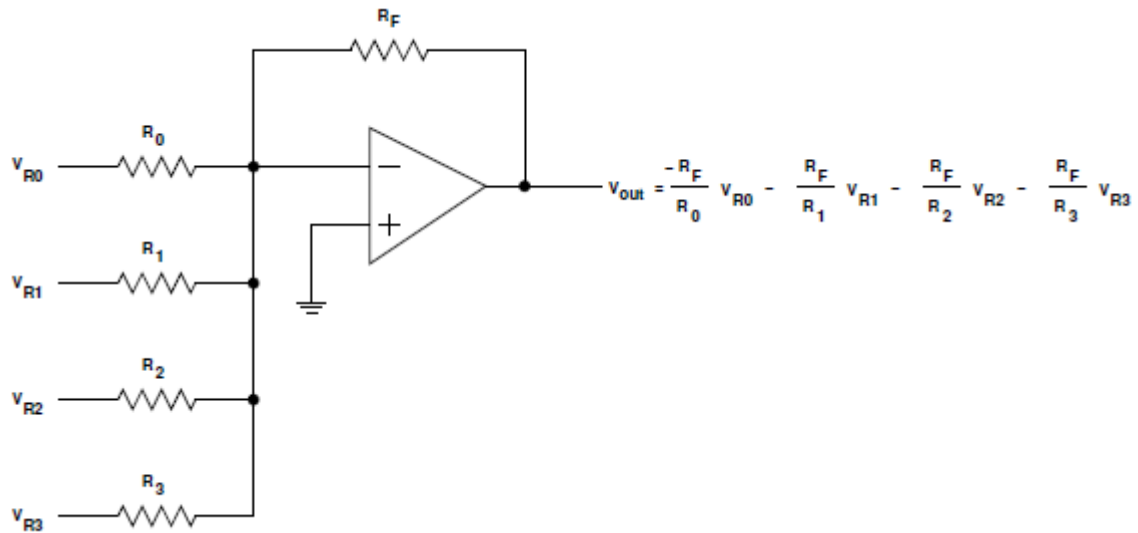 R_F
R_0
V_R0
R_1
V_R1
R_2
V_R2
R_3
V_R3
−
+
V_out = -R_F/R_0 V_R0 - R_F/R_1 V_R1 - R_F/R_2 V_R2 - R_F/R_3 V_R3